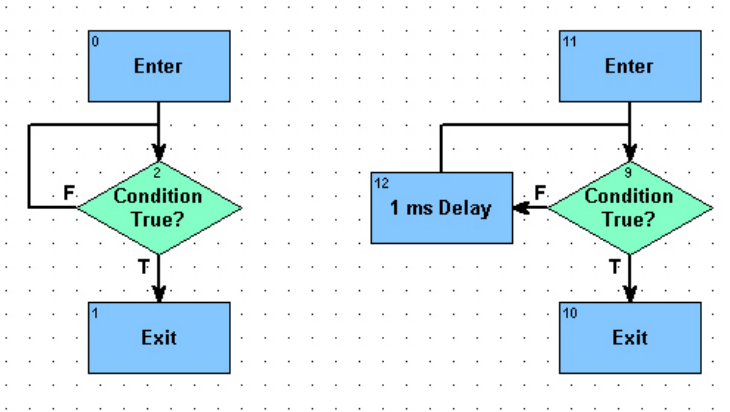 0
Enter
2
Condition
True?
F
T
1
Exit
11
Enter
12
1 ms Delay
F
9
Condition
True?
T
10
Exit